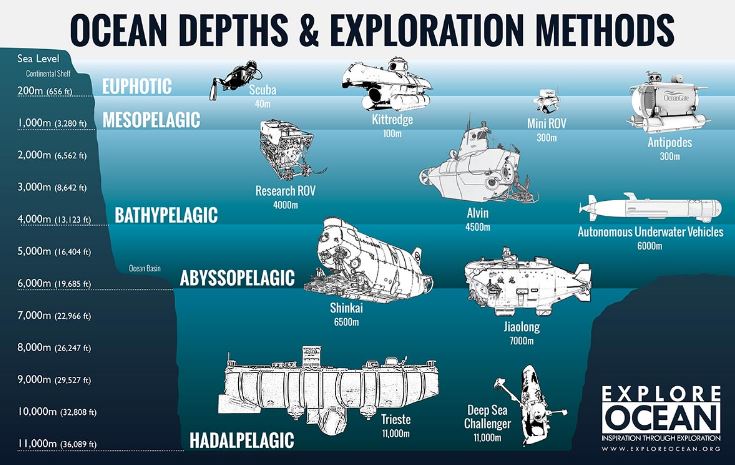 OCEAN DEPTHS & EXPLORATION METHODS
Sea Level
Continental Shelf
200m (656 ft)
EUPHOTIC
Scuba
40m
Kittredge
100m
Mini ROV
300m
OceanGate
Antipodes
300m
1,000m (3,280 ft)
MESOPELAGIC
2,000m (6,562 ft)
Research ROV
4000m
Alvin
4500m
Autonomous Underwater Vehicles
6000m
3,000m (8,642 ft)
4,000m (13,123 ft)
BATHYPELAGIC
5,000m (16,404 ft)
Ocean Basin
6,000m (19,685 ft)
ABYSSOPELAGIC
Shinkai
6500m
Jiaolong
7000m
7,000m (22,966 ft)
8,000m (26,247 ft)
9,000m (29,527 ft)
10,000m (32,808 ft)
11,000m (36,089 ft)
HADALPELAGIC
Trieste
11,000m
Deep Sea
Challenger
11,000m
EXPLORE
OCEAN
INSPIRATION THROUGH EXPLORATION
WWW.EXPLOREOCEAN.ORG